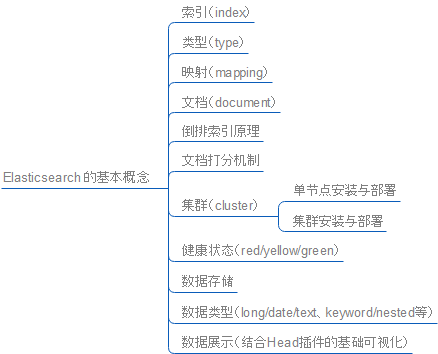 索引(index)
类型(type)
映射(mapping)
文档(document)
倒排索引原理
文档打分机制
Elasticsearch的基本概念
集群(cluster)
单节点安装与部署
集群安装与部署
健康状态(red/yellow/green)
数据存储
数据类型(long/date/text、keyword/nested等)
数据展示(结合Head插件的基础可视化)